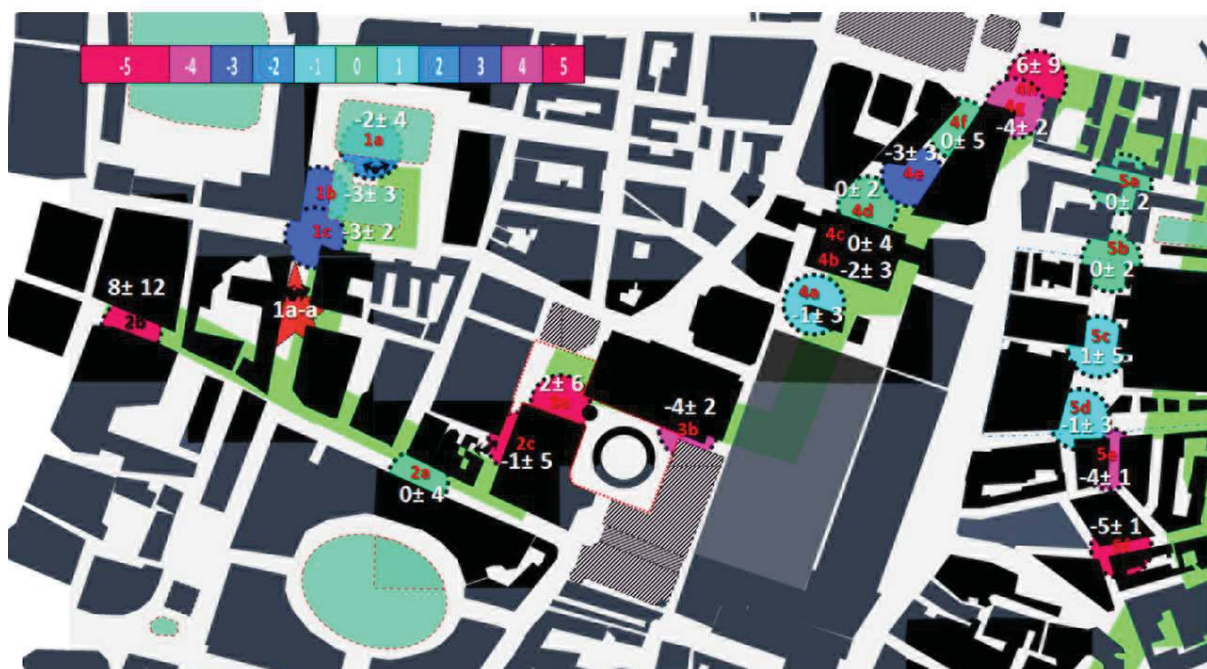 -5 -4 -3 -2 -1 0 1 2 3 4 5
6± 9
4h
4g
-4± 2
-2± 4
1a
4f
0± 5
-3± 3
4e
1b
-3± 3
5a
0± 2
0± 2
4d
1c
-3± 2
4c
0± 4
4b
-2± 3
5b
0± 2
8± 12
2b
1a-a
4a
-1± 3
5c
1± 5
2± 6
-4± 2
3b
5d
-1± 3
2c
-1± 5
2a
0± 4
5e
-4± 1
-5± 1